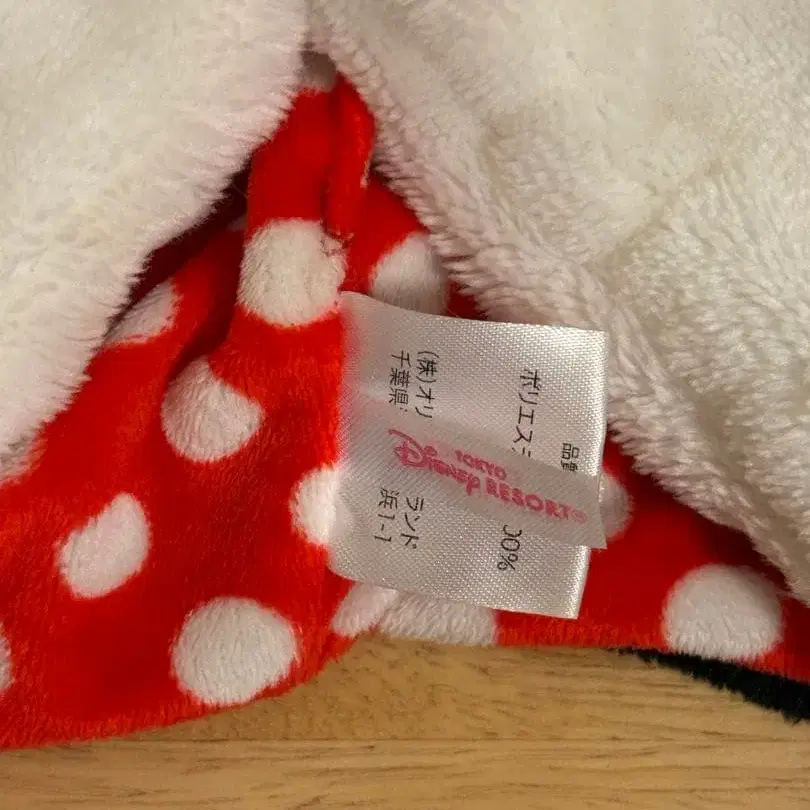 品
ポリエス 00%
(株)オリ ランド
千葉県 浜1-1
TOKYO
Disney RESORT®